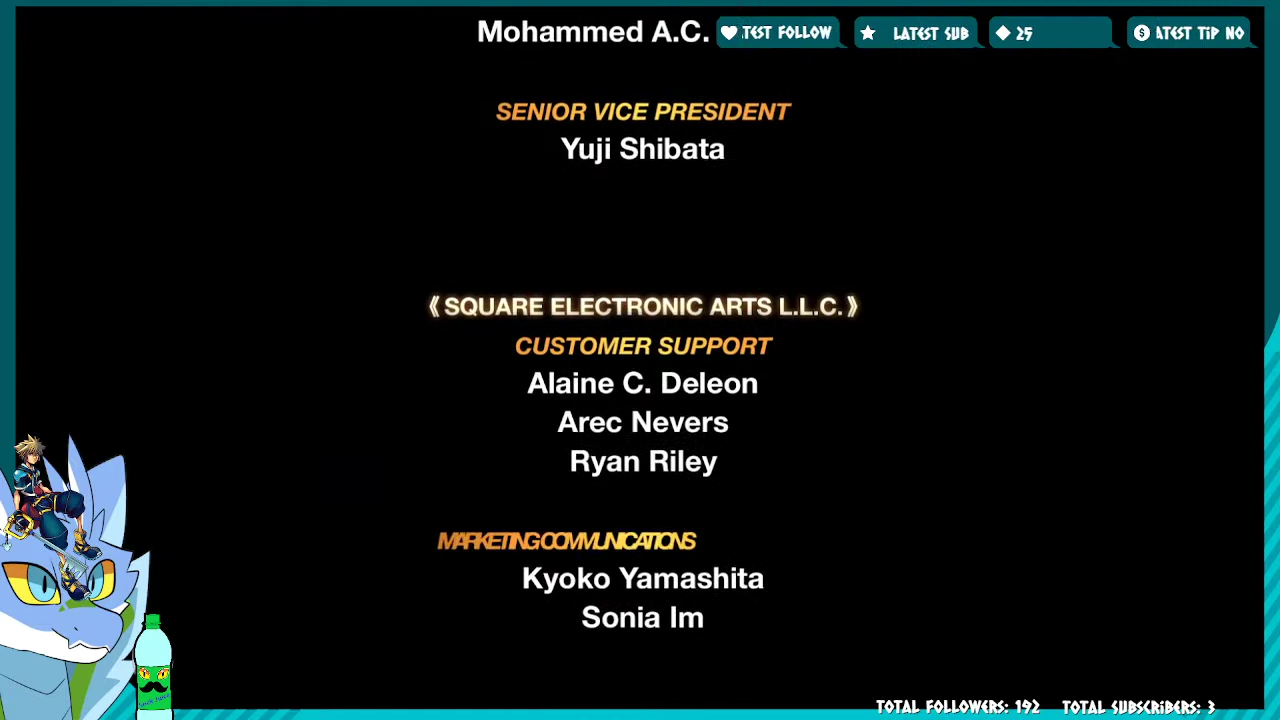 Mohammed A.C.
TEST FOLLOW
LATEST SUB
25
ATEST TIP NO
SENIOR VICE PRESIDENT
Yuji Shibata
《SQUARE ELECTRONIC ARTS L.L.C.》
CUSTOMER SUPPORT
Alaine C. Deleon
Arec Nevers
Ryan Riley
MARKETING COMMUNICATIONS
Kyoko Yamashita
Sonia Im
TOTAL FOLLOWERS: 192 TOTAL SUBSCRIBERS: 3